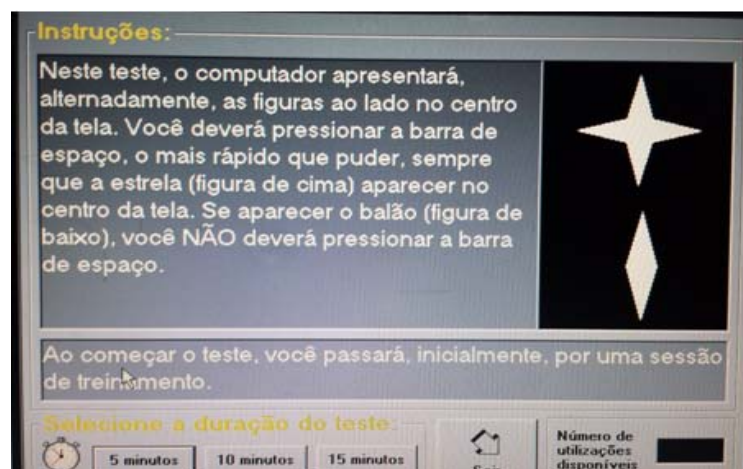 Instruções:
Neste teste, o computador apresentará,
alternadamente, as figuras ao lado no centro
da tela. Você deverá pressionar a barra de
espaço, o mais rápido que puder, sempre
que a estrela (figura de cima) aparecer no
centro da tela. Se aparecer o balão (figura de
baixo), você NÃO deverá pressionar a barra
de espaço.
Ao começar o teste, você passará, inicialmente, por uma sessão
de treinamento.
Selecione a duração do teste:
5 minutos
10 minutos
15 minutos
Número de
utilizações
disponíveis